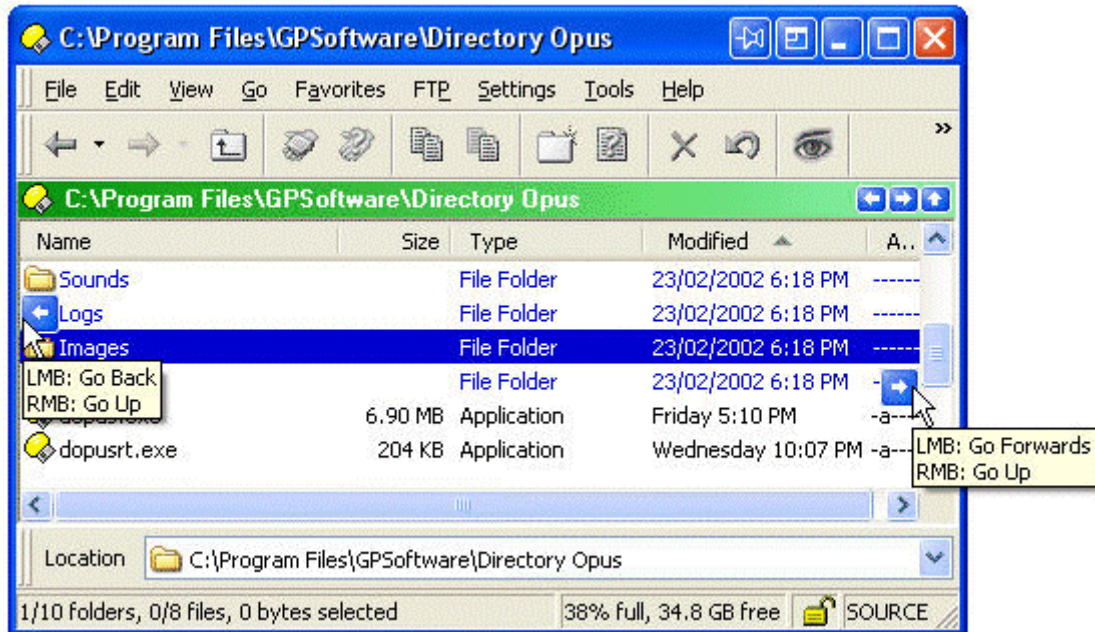 C:\Program Files\GPSoftware\Directory Opus
File Edit View Go Favorites FTP Settings Tools Help
»
C:\Program Files\GPSoftware\Directory Opus
Name Size Type Modified A..
Sounds File Folder 23/02/2002 6:18 PM ------
Logs File Folder 23/02/2002 6:18 PM ------
Images File Folder 23/02/2002 6:18 PM ------
LMB: Go Back
RMB: Go Up
File Folder 23/02/2002 6:18 PM -
6.90 MB Application Friday 5:10 PM -a---
dopusrt.exe 204 KB Application Wednesday 10:07 PM -a---
LMB: Go Forwards
RMB: Go Up
Location C:\Program Files\GPSoftware\Directory Opus
1/10 folders, 0/8 files, 0 bytes selected 38% full, 34.8 GB free SOURCE